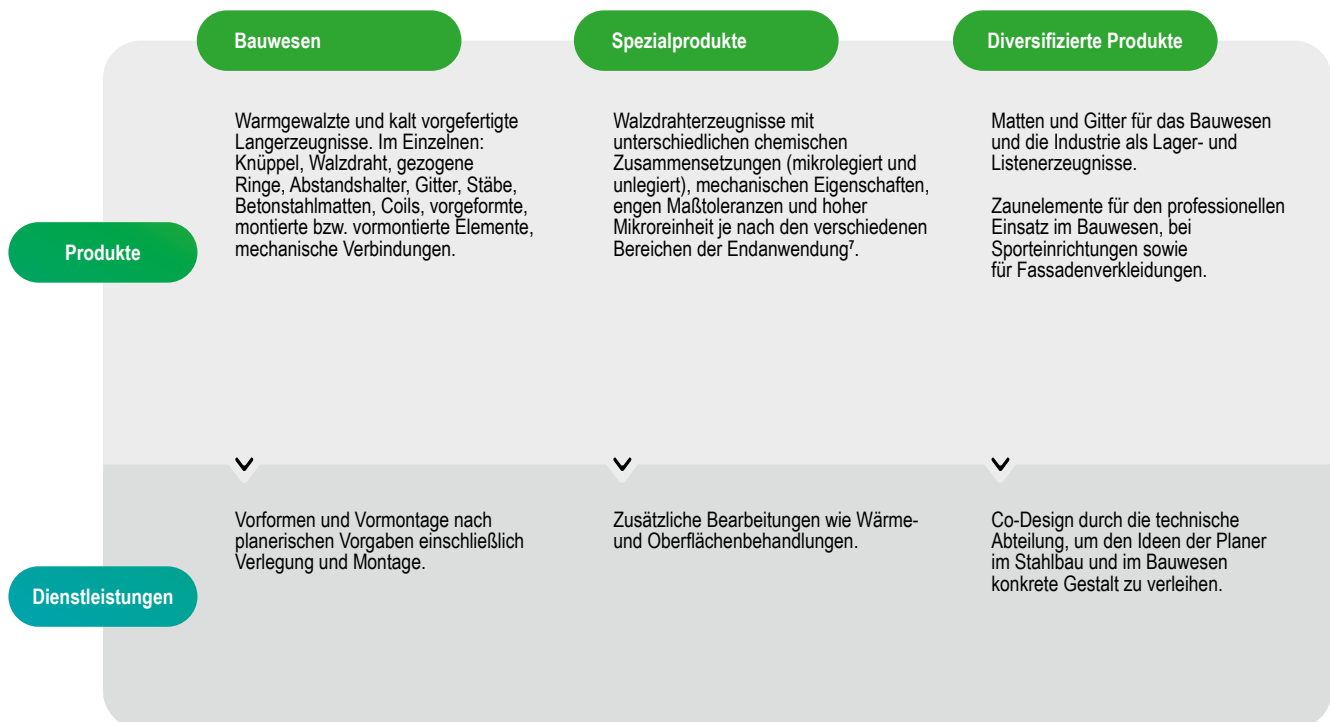 Bauwesen
Spezialprodukte
Diversifizierte Produkte
Produkte
Warmgewalzte und kalt vorgefertigte
Langerzeugnisse. Im Einzelnen:
Knüppel, Walzdraht, gezogene
Ringe, Abstandshalter, Gitter, Stäbe,
Betonstahlmatten, Coils, vorgeformte,
montierte bzw. vormontierte Elemente,
mechanische Verbindungen.
Walzdrahterzeugnisse mit
unterschiedlichen chemischen
Zusammensetzungen (mikrolegiert und
unlegiert), mechanischen Eigenschaften,
engen Maßtoleranzen und hoher
Mikroreinheit je nach den verschiedenen
Bereichen der Endanwendung⁷.
Matten und Gitter für das Bauwesen
und die Industrie als Lager- und
Listenerzeugnisse.
Zaunelemente für den professionellen
Einsatz im Bauwesen, bei
Sporteinrichtungen sowie
für Fassadenverkleidungen.
Dienstleistungen
Vorformen und Vormontage nach
planerischen Vorgaben einschließlich
Verlegung und Montage.
Zusätzliche Bearbeitungen wie Wärme-
und Oberflächenbehandlungen.
Co-Design durch die technische
Abteilung, um den Ideen der Planer
im Stahlbau und im Bauwesen
konkrete Gestalt zu verleihen.